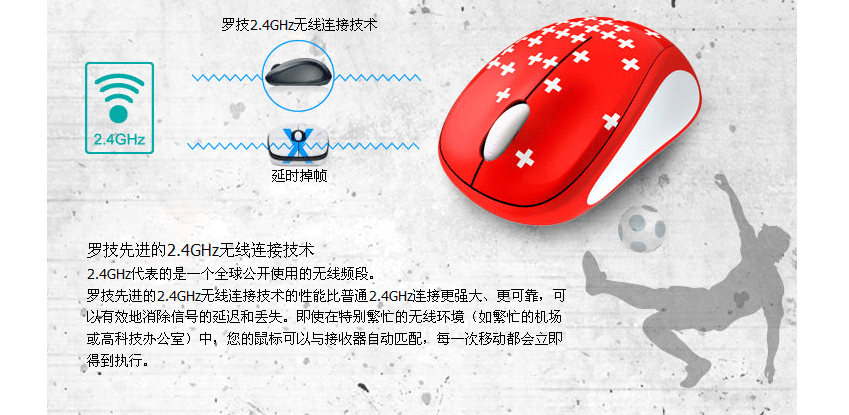 罗技2.4GHz无线连接技术
2.4GHz
延时掉帧
罗技先进的2.4GHz无线连接技术
2.4GHz代表的是一个全球公开使用的无线频段。
罗技先进的2.4GHz无线连接技术的性能比普通2.4GHz连接更强大、更可靠，可
以有效地消除信号的延迟和丢失。即使在特别繁忙的无线环境（如繁忙的机场
或高科技办公室）中，您的鼠标可以与接收器自动匹配，每一次移动都会立即
得到执行。